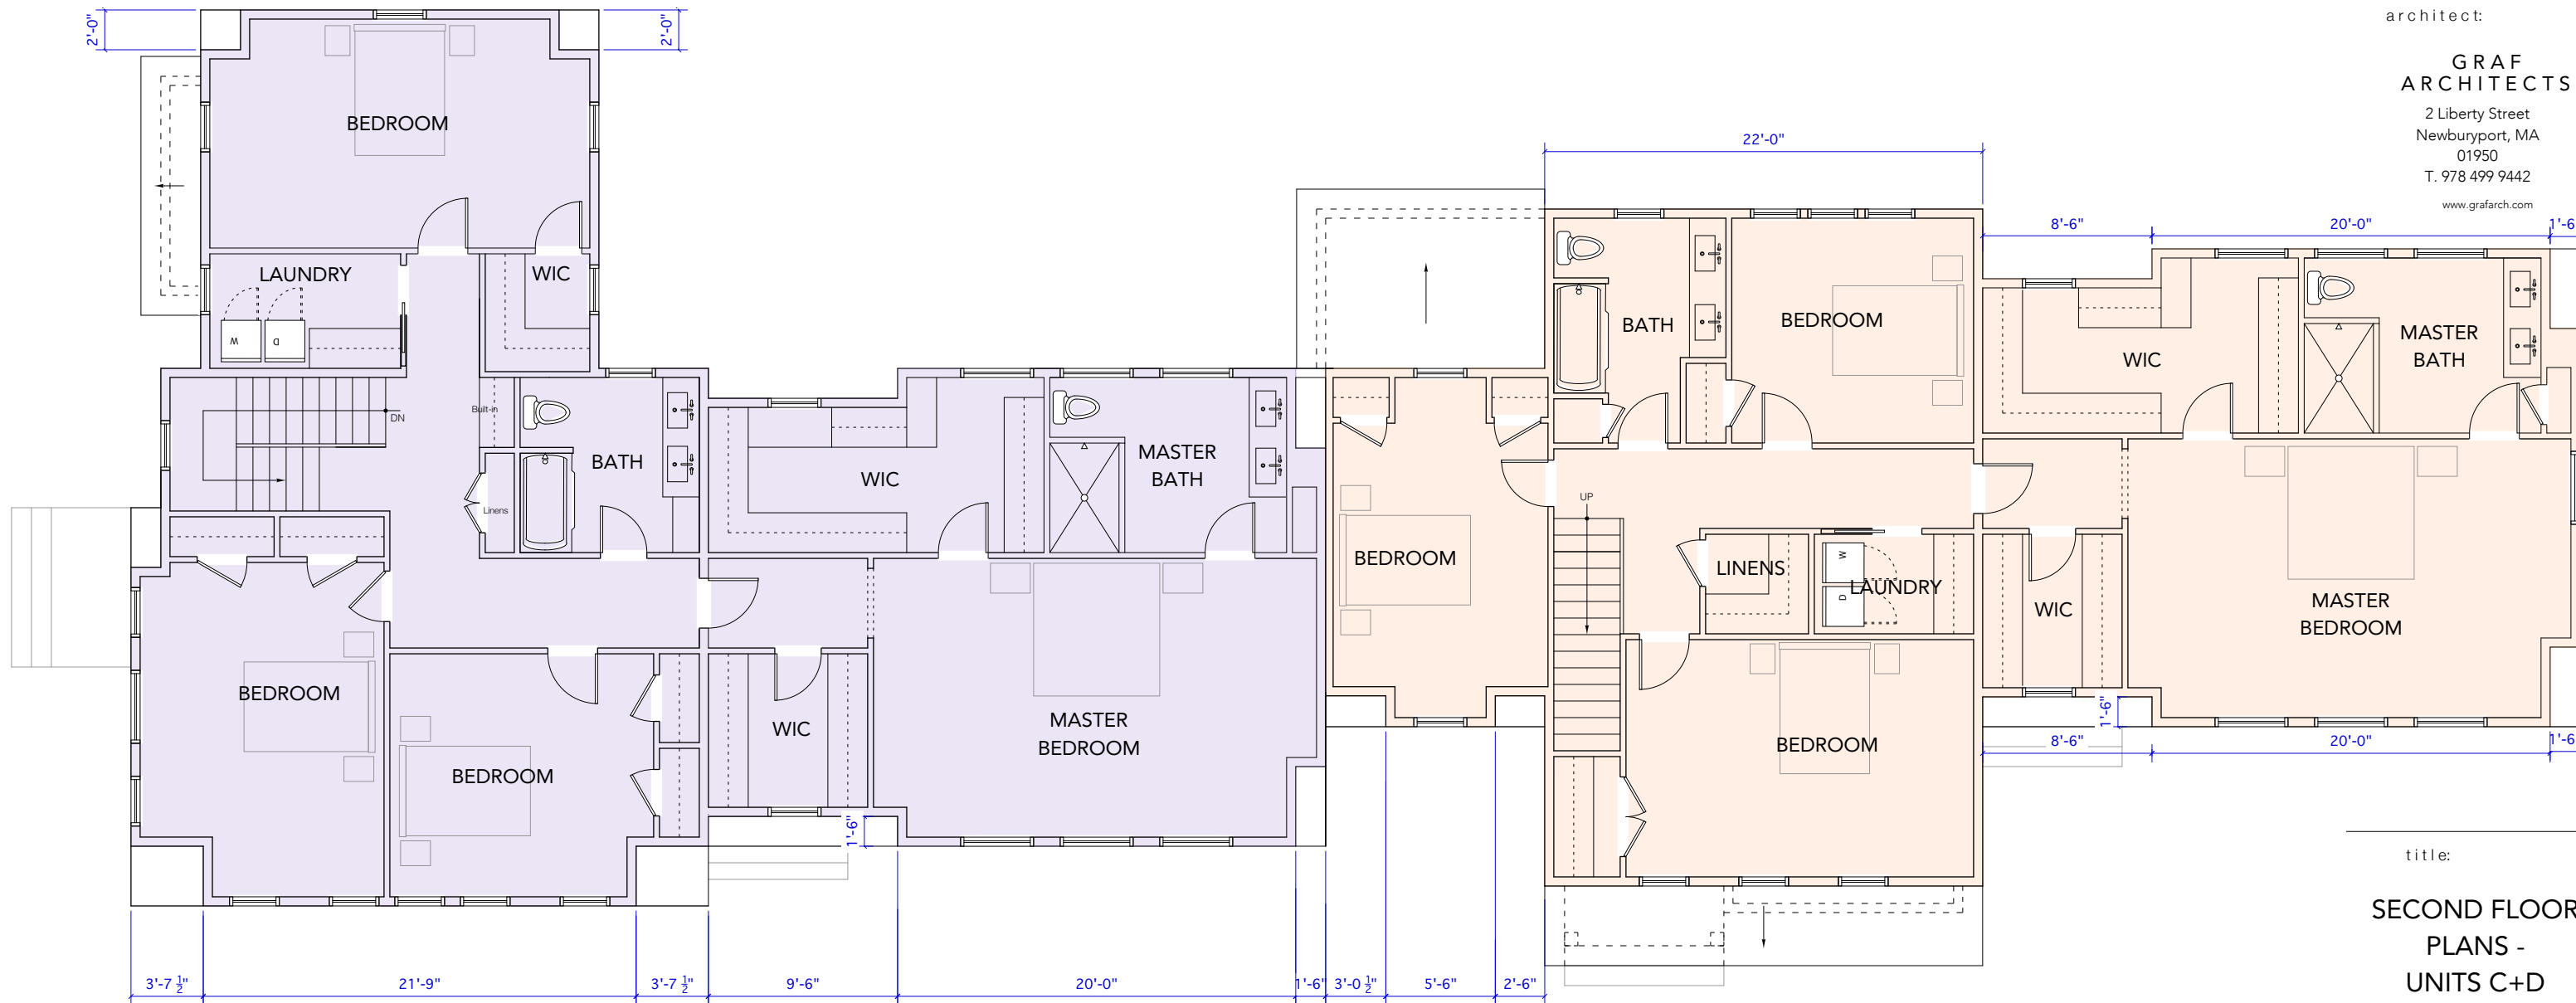 architect:
GRAF
ARCHITECTS
2 Liberty Street
Newburyport, MA
01950
T. 978 499 9442
www.grafarch.com
2'-0"
2'-0"
BEDROOM
22'-0"
8'-6"
20'-0"
1'-6
LAUNDRY
WIC
W
D
BATH
BEDROOM
WIC
MASTER
BATH
DN
Built-in
Linens
BATH
WIC
MASTER
BATH
UP
BEDROOM
LINENS
W
D
LAUNDRY
WIC
MASTER
BEDROOM
BEDROOM
BEDROOM
WIC
MASTER
BEDROOM
BEDROOM
1'-6"
1'-6"
8'-6"
20'-0"
1'-6
3'-7 1/2"
21'-9"
3'-7 1/2"
9'-6"
20'-0"
1'-6"
3'-0 1/2"
5'-6"
2'-6"
title:
SECOND FLOOR
PLANS -
UNITS C+D